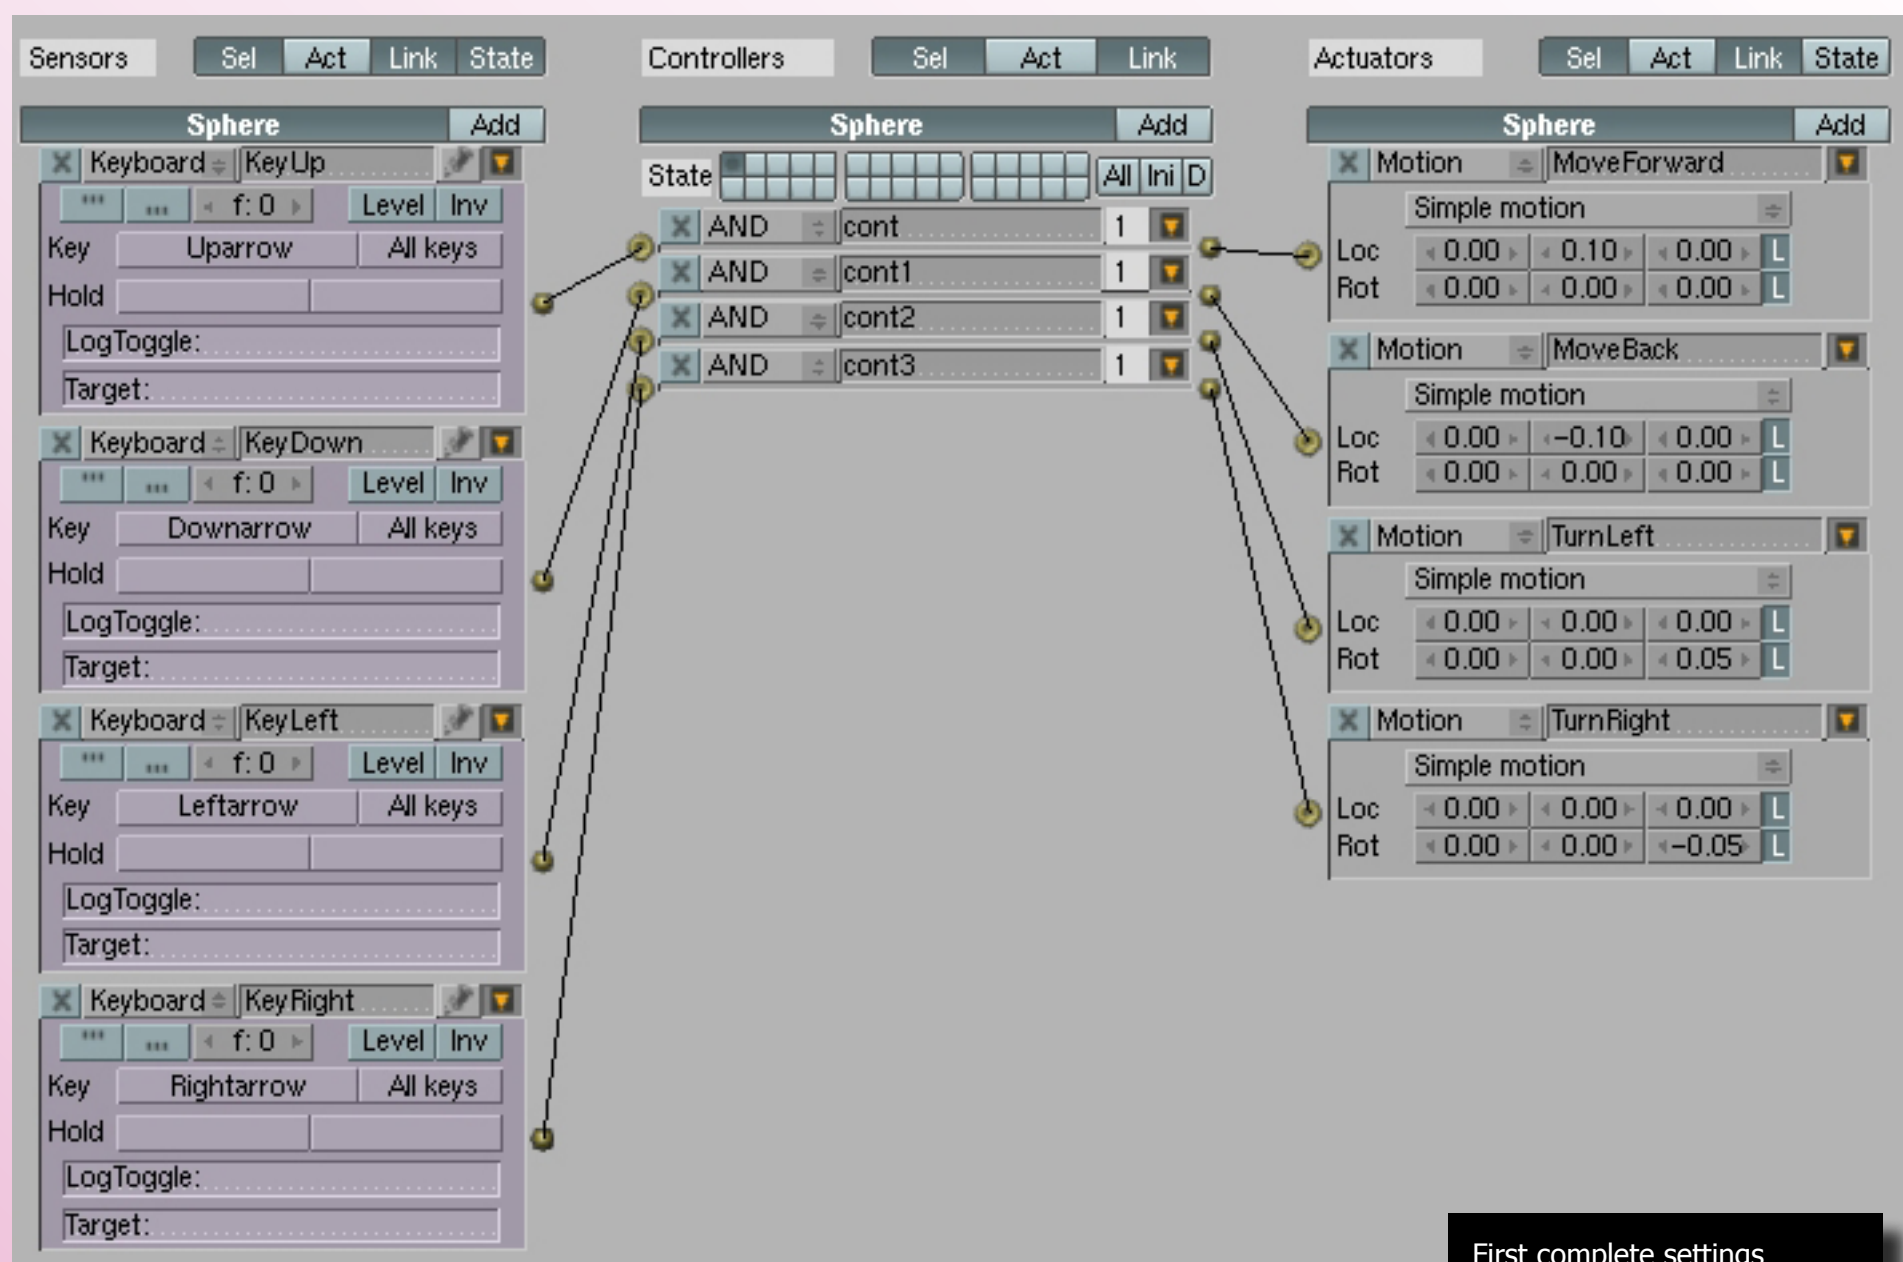 Sensors Sel Act Link State
Sphere Add
Keyboard KeyUp
f: 0 Level Inv
Key Uparrow All keys
Hold
LogToggle:
Target:
Keyboard KeyDown
f: 0 Level Inv
Key Downarrow All keys
Hold
LogToggle:
Target:
Keyboard KeyLeft
f: 0 Level Inv
Key Leftarrow All keys
Hold
LogToggle:
Target:
Keyboard KeyRight
f: 0 Level Inv
Key Rightarrow All keys
Hold
LogToggle:
Target:
Controllers Sel Act Link
Sphere Add
State All Ini D
AND cont 1
AND cont1 1
AND cont2 1
AND cont3 1
Actuators Sel Act Link State
Sphere Add
Motion MoveForward
Simple motion
Loc 0.00 0.10 0.00 L
Rot 0.00 0.00 0.00 L
Motion MoveBack
Simple motion
Loc 0.00 -0.10 0.00 L
Rot 0.00 0.00 0.00 L
Motion TurnLeft
Simple motion
Loc 0.00 0.00 0.00 L
Rot 0.00 0.00 0.05 L
Motion TurnRight
Simple motion
Loc 0.00 0.00 0.00 L
Rot 0.00 0.00 -0.05 L
First complete settings